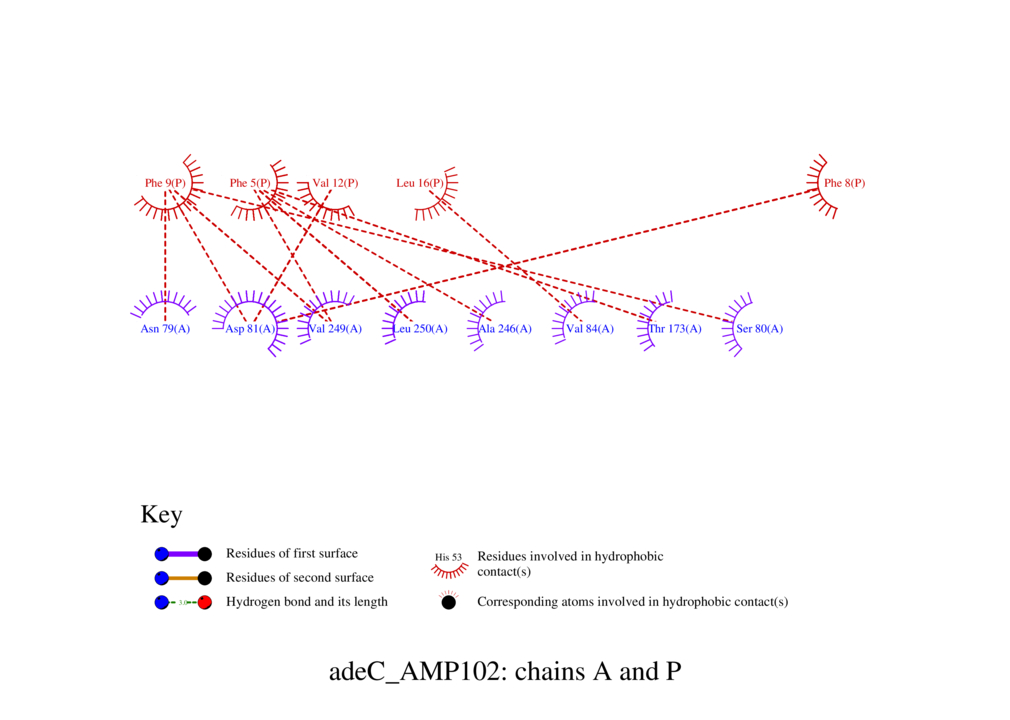 Phe 9(P) Phe 5(P) Val 12(P) Leu 16(P) Phe 8(P)
Asn 79(A) Asp 81(A) Val 249(A) Leu 250(A) Ala 246(A) Val 84(A) Thr 173(A) Ser 80(A)
Key
Residues of first surface
Residues of second surface
3.0 Hydrogen bond and its length
His 53 Residues involved in hydrophobic
contact(s)
Corresponding atoms involved in hydrophobic contact(s)
adeC_AMP102: chains A and P